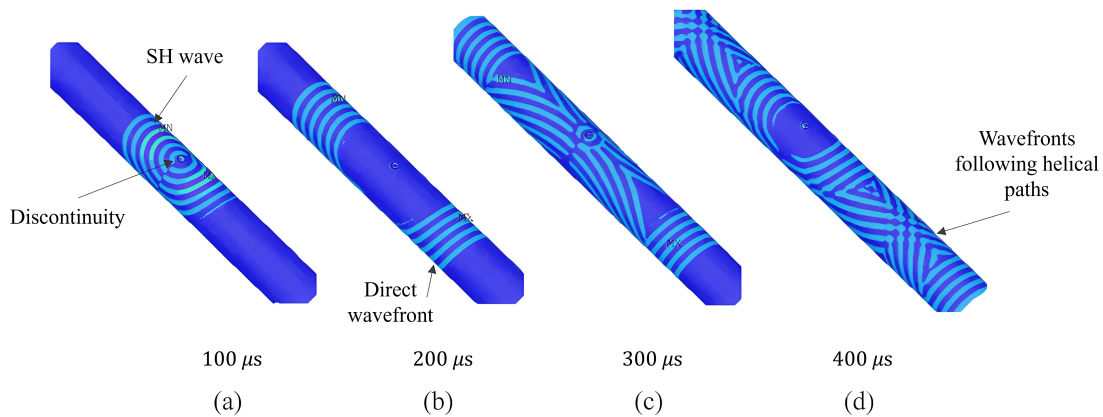 SH wave
MN
MX
Discontinuity
MN
MX
Direct
wavefront
MN
MX
Wavefronts
following helical
paths
100 μs
200 μs
300 μs
400 μs
(a)
(b)
(c)
(d)